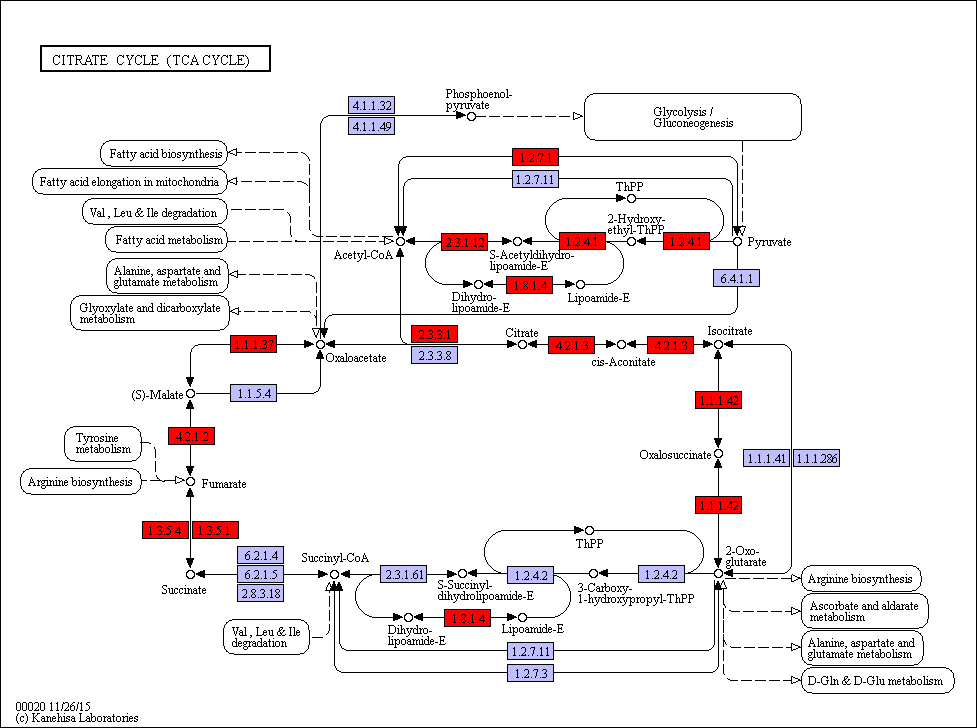 CITRATE CYCLE (TCA CYCLE)
4.1.1.32
4.1.1.49
Phosphoenol-
pyruvate
Glycolysis /
Gluconeogenesis
Fatty acid biosynthesis
Fatty acid elongation in mitochondria
Val , Leu & Ile degradation
Fatty acid metabolism
Alanine, aspartate and
glutamate metabolism
Glyoxylate and dicarboxylate
metabolism
1.2.7.1
1.2.7.11
ThPP
2-Hydroxy-
ethyl-ThPP
Acetyl-CoA
2.3.1.12
S-Acetyldihydro-
lipoamide-E
1.2.4.1
1.2.4.1
Pyruvate
Dihydro-
lipoamide-E
1.8.1.4
Lipoamide-E
6.4.1.1
1.1.1.37
Oxaloacetate
2.3.3.1
2.3.3.8
Citrate
4.2.1.3
cis-Aconitate
4.2.1.3
Isocitrate
(S)-Malate
1.1.5.4
1.1.1.42
4.2.1.2
Tyrosine
metabolism
Arginine biosynthesis
Fumarate
Oxalosuccinate
1.1.1.41
1.1.1.286
1.1.1.42
1.3.5.4
1.3.5.1
Succinate
6.2.1.4
6.2.1.5
2.8.3.18
Succinyl-CoA
2.3.1.61
S-Succinyl-
dihydrolipoamide-E
ThPP
1.2.4.2
3-Carboxy-
1-hydroxypropyl-ThPP
1.2.4.2
2-Oxo-
glutarate
Dihydro-
lipoamide-E
1.8.1.4
Lipoamide-E
Val , Leu & Ile
degradation
1.2.7.11
1.2.7.3
Arginine biosynthesis
Ascorbate and aldarate
metabolism
Alanine, aspartate and
glutamate metabolism
D-Gln & D-Glu metabolism
00020 11/26/15
(c) Kanehisa Laboratories